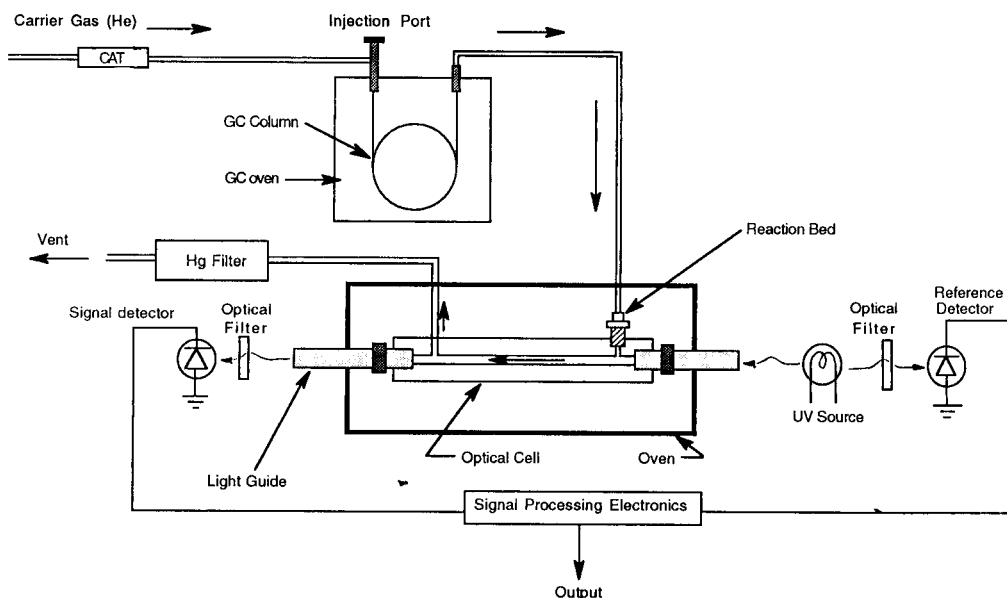 Carrier Gas (He)
CAT
Injection Port
GC Column
GC oven
Reaction Bed
Vent
Hg Filter
Signal detector
Optical
Filter
Optical
Filter
Reference
Detector
UV Source
Light Guide
Optical Cell
Oven
Signal Processing Electronics
Output